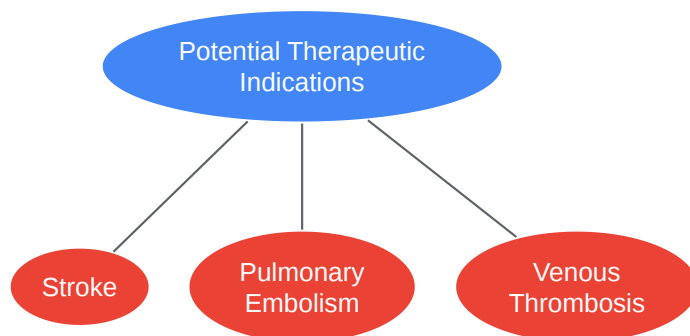 Potential Therapeutic
Indications
Stroke
Pulmonary
Embolism
Venous
Thrombosis